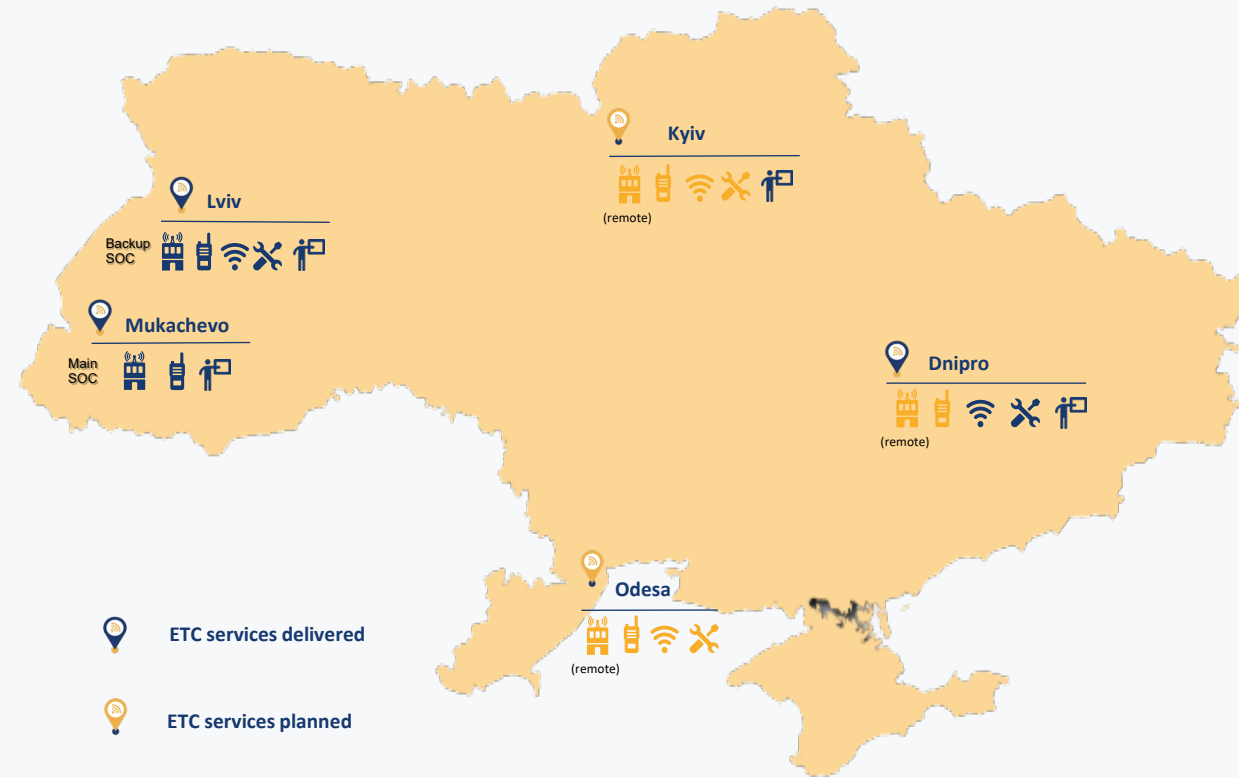 Kyiv
(remote)
Lviv
Backup
SOC
Mukachevo
Main
SOC
Dnipro
(remote)
Odesa
(remote)
ETC services delivered
ETC services planned